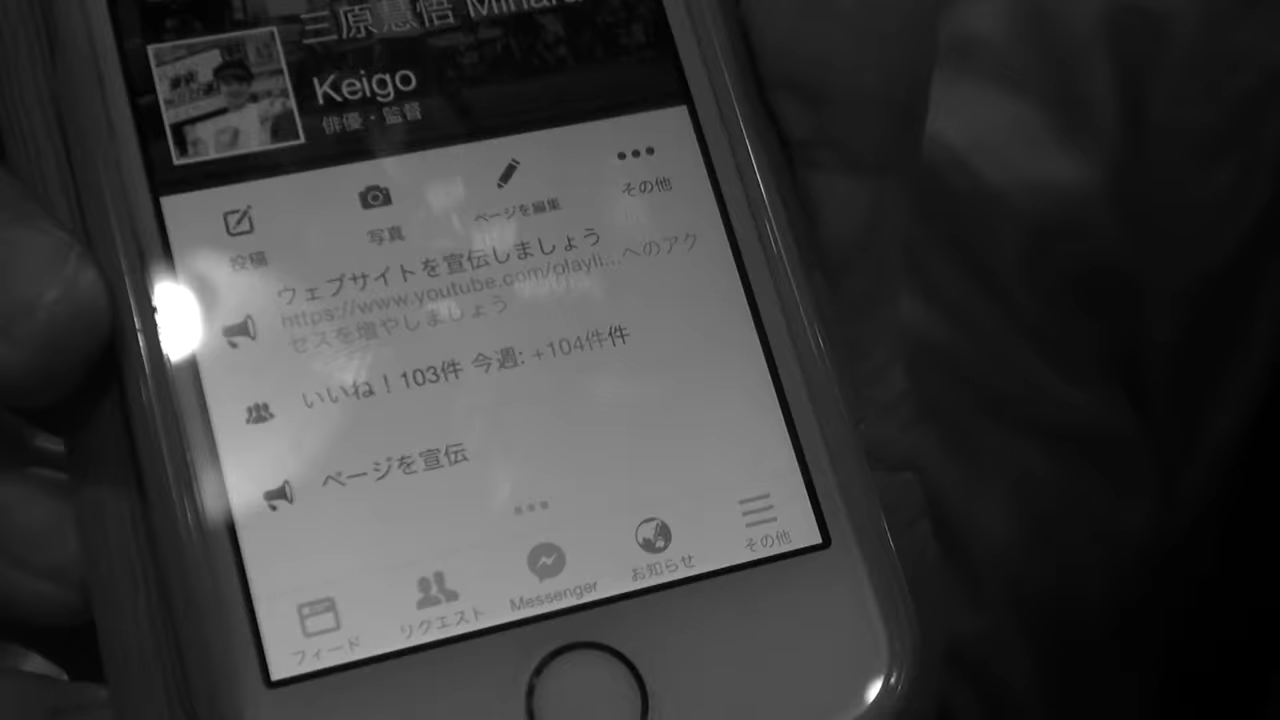 三原慧悟
Keigo
俳優・監督
投稿
写真
ページを編集
その他
ウェブサイトを宣伝しましょう
https://www.youtube.com/playli...へのアク
セスを増やしましょう
いいね！103件 今週: +104件件
ページを宣伝
フィード
リクエスト
Messenger
お知らせ
その他